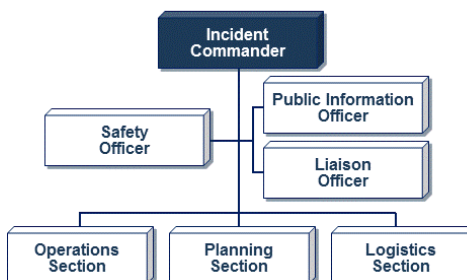 Incident
Commander
Public Information
Officer
Safety
Officer
Liaison
Officer
Operations
Section
Planning
Section
Logistics
Section